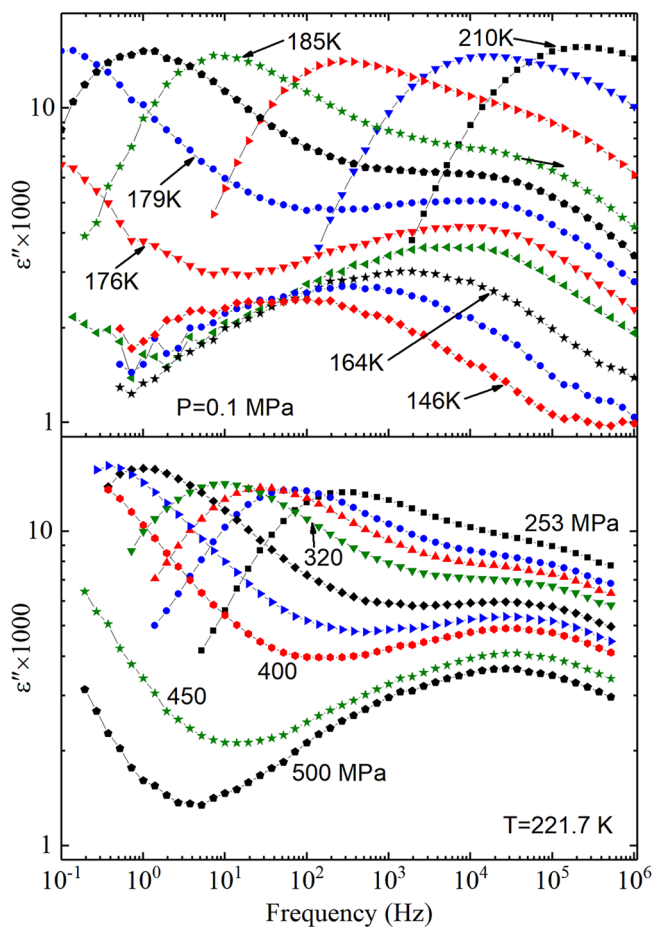 185K
210K
10
ε″×1000
179K
176K
164K
146K
P=0.1 MPa
1
10
253 MPa
320
ε″×1000
400
450
500 MPa
T=221.7 K
1
10⁻¹ 10⁰ 10¹ 10² 10³ 10⁴ 10⁵ 10⁶
Frequency (Hz)